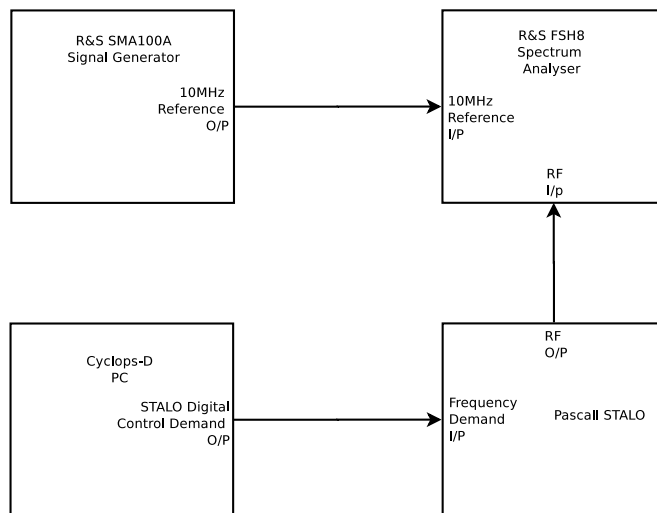 R&S SMA100A
Signal Generator
10MHz
Reference
O/P
R&S FSH8
Spectrum
Analyser
10MHz
Reference
I/P
RF
I/p
Cyclops-D
PC
STALO Digital
Control Demand
O/P
RF
O/P
Frequency
Demand
I/P
Pascall STALO